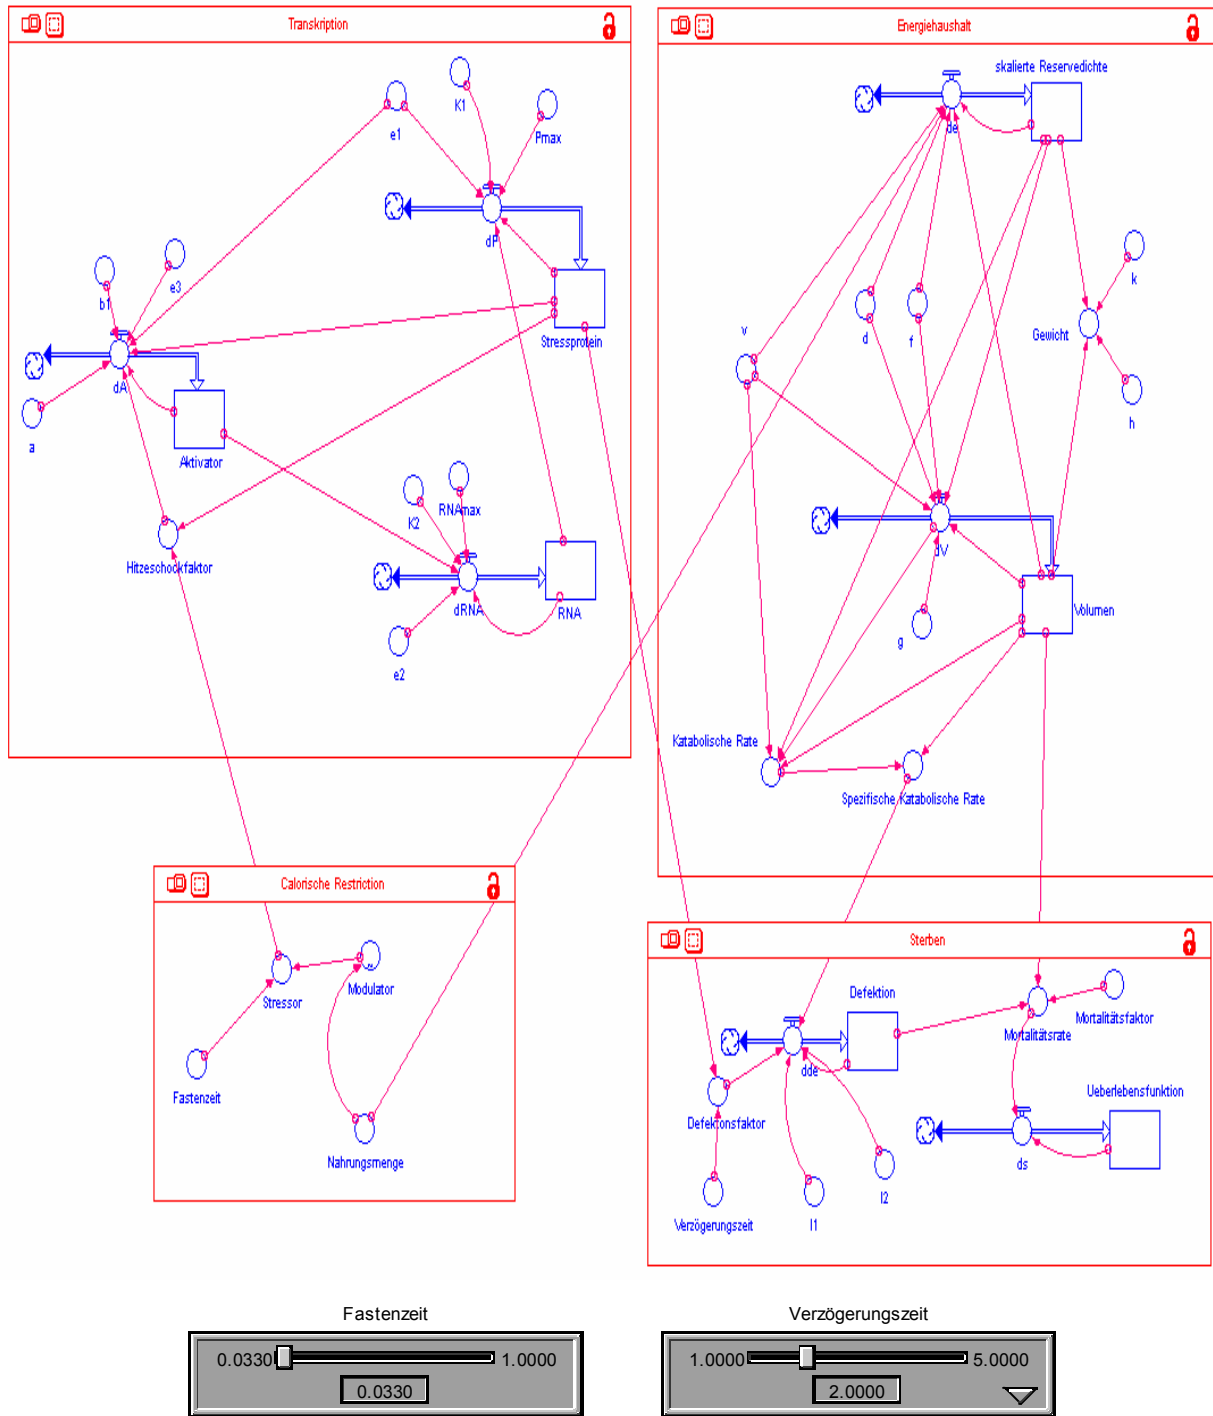 Transkription
K1
e1
Pmax
dP
e3
b1
Stressprotein
dA
a
Aktivator
K2
RNAmax
Hitzeschockfaktor
dRNA
RNA
e2
Energiehaushalt
skalierte Reservedichte
de
k
v
d
f
Gewicht
h
dV
Volumen
g
Katabolische Rate
Spezifische Katabolische Rate
Calorische Restriction
Modulator
Stressor
Fastenzeit
Nahrungsmenge
Sterben
Defektion
Mortalitätsfaktor
Mortalitätsrate
dde
Ueberlebensfunktion
Defektionsfaktor
ds
l2
Verzögerungszeit
l1
Fastenzeit
0.0330
1.0000
0.0330
Verzögerungszeit
1.0000
5.0000
2.0000